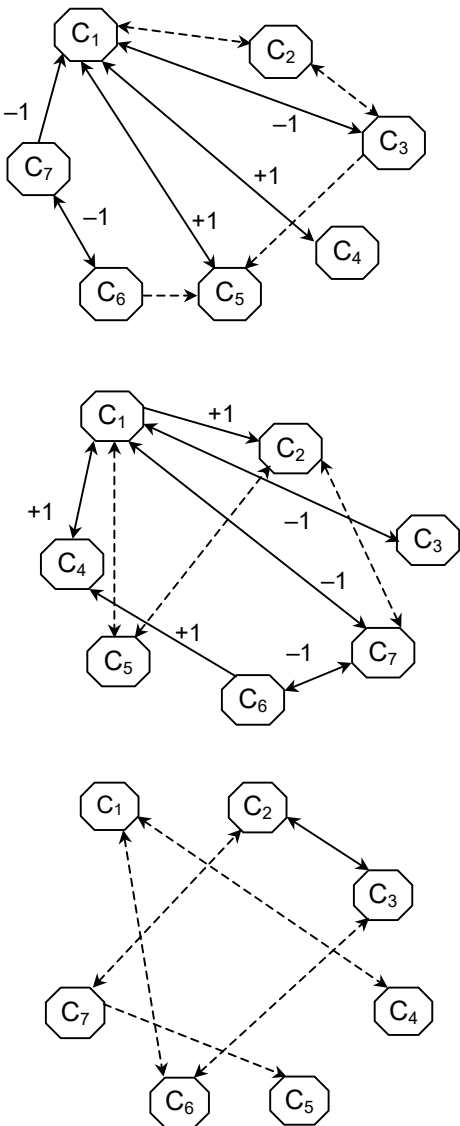 C₁
C₂
–1
–1
C₃
C₇
+1
–1
+1
C₄
C₆
C₅
C₁
+1
C₂
+1
–1
C₃
C₄
–1
+1
–1
C₅
C₇
C₆
C₁
C₂
C₃
C₇
C₄
C₆
C₅